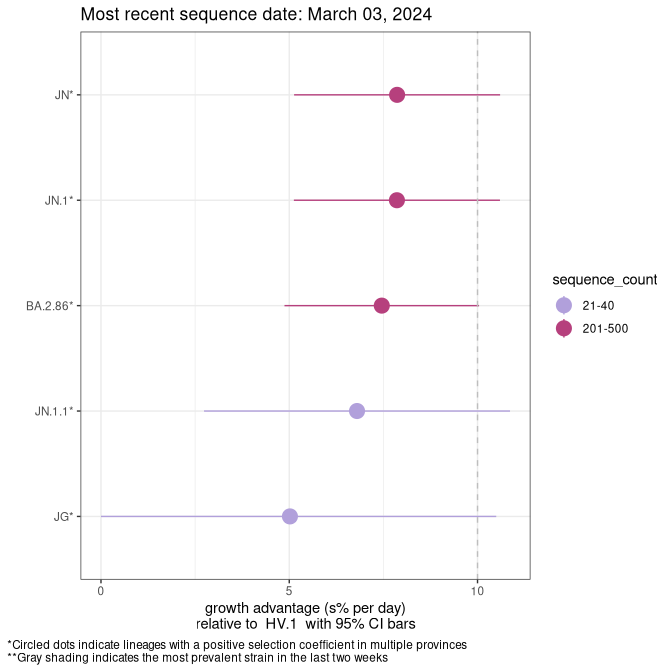 Most recent sequence date: March 03, 2024
JN*
JN.1*
BA.2.86*
JN.1.1*
JG*
0
5
10
growth advantage (s% per day)
relative to  HV.1  with 95% CI bars
sequence_count
21-40
201-500
*Circled dots indicate lineages with a positive selection coefficient in multiple provinces
**Gray shading indicates the most prevalent strain in the last two weeks